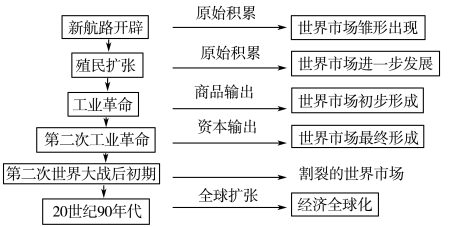 新航路开辟 原始积累 世界市场雏形出现
殖民扩张 原始积累 世界市场进一步发展
工业革命 商品输出 世界市场初步形成
第二次工业革命 资本输出 世界市场最终形成
第二次世界大战后初期 割裂的世界市场
20世纪90年代 全球扩张 经济全球化